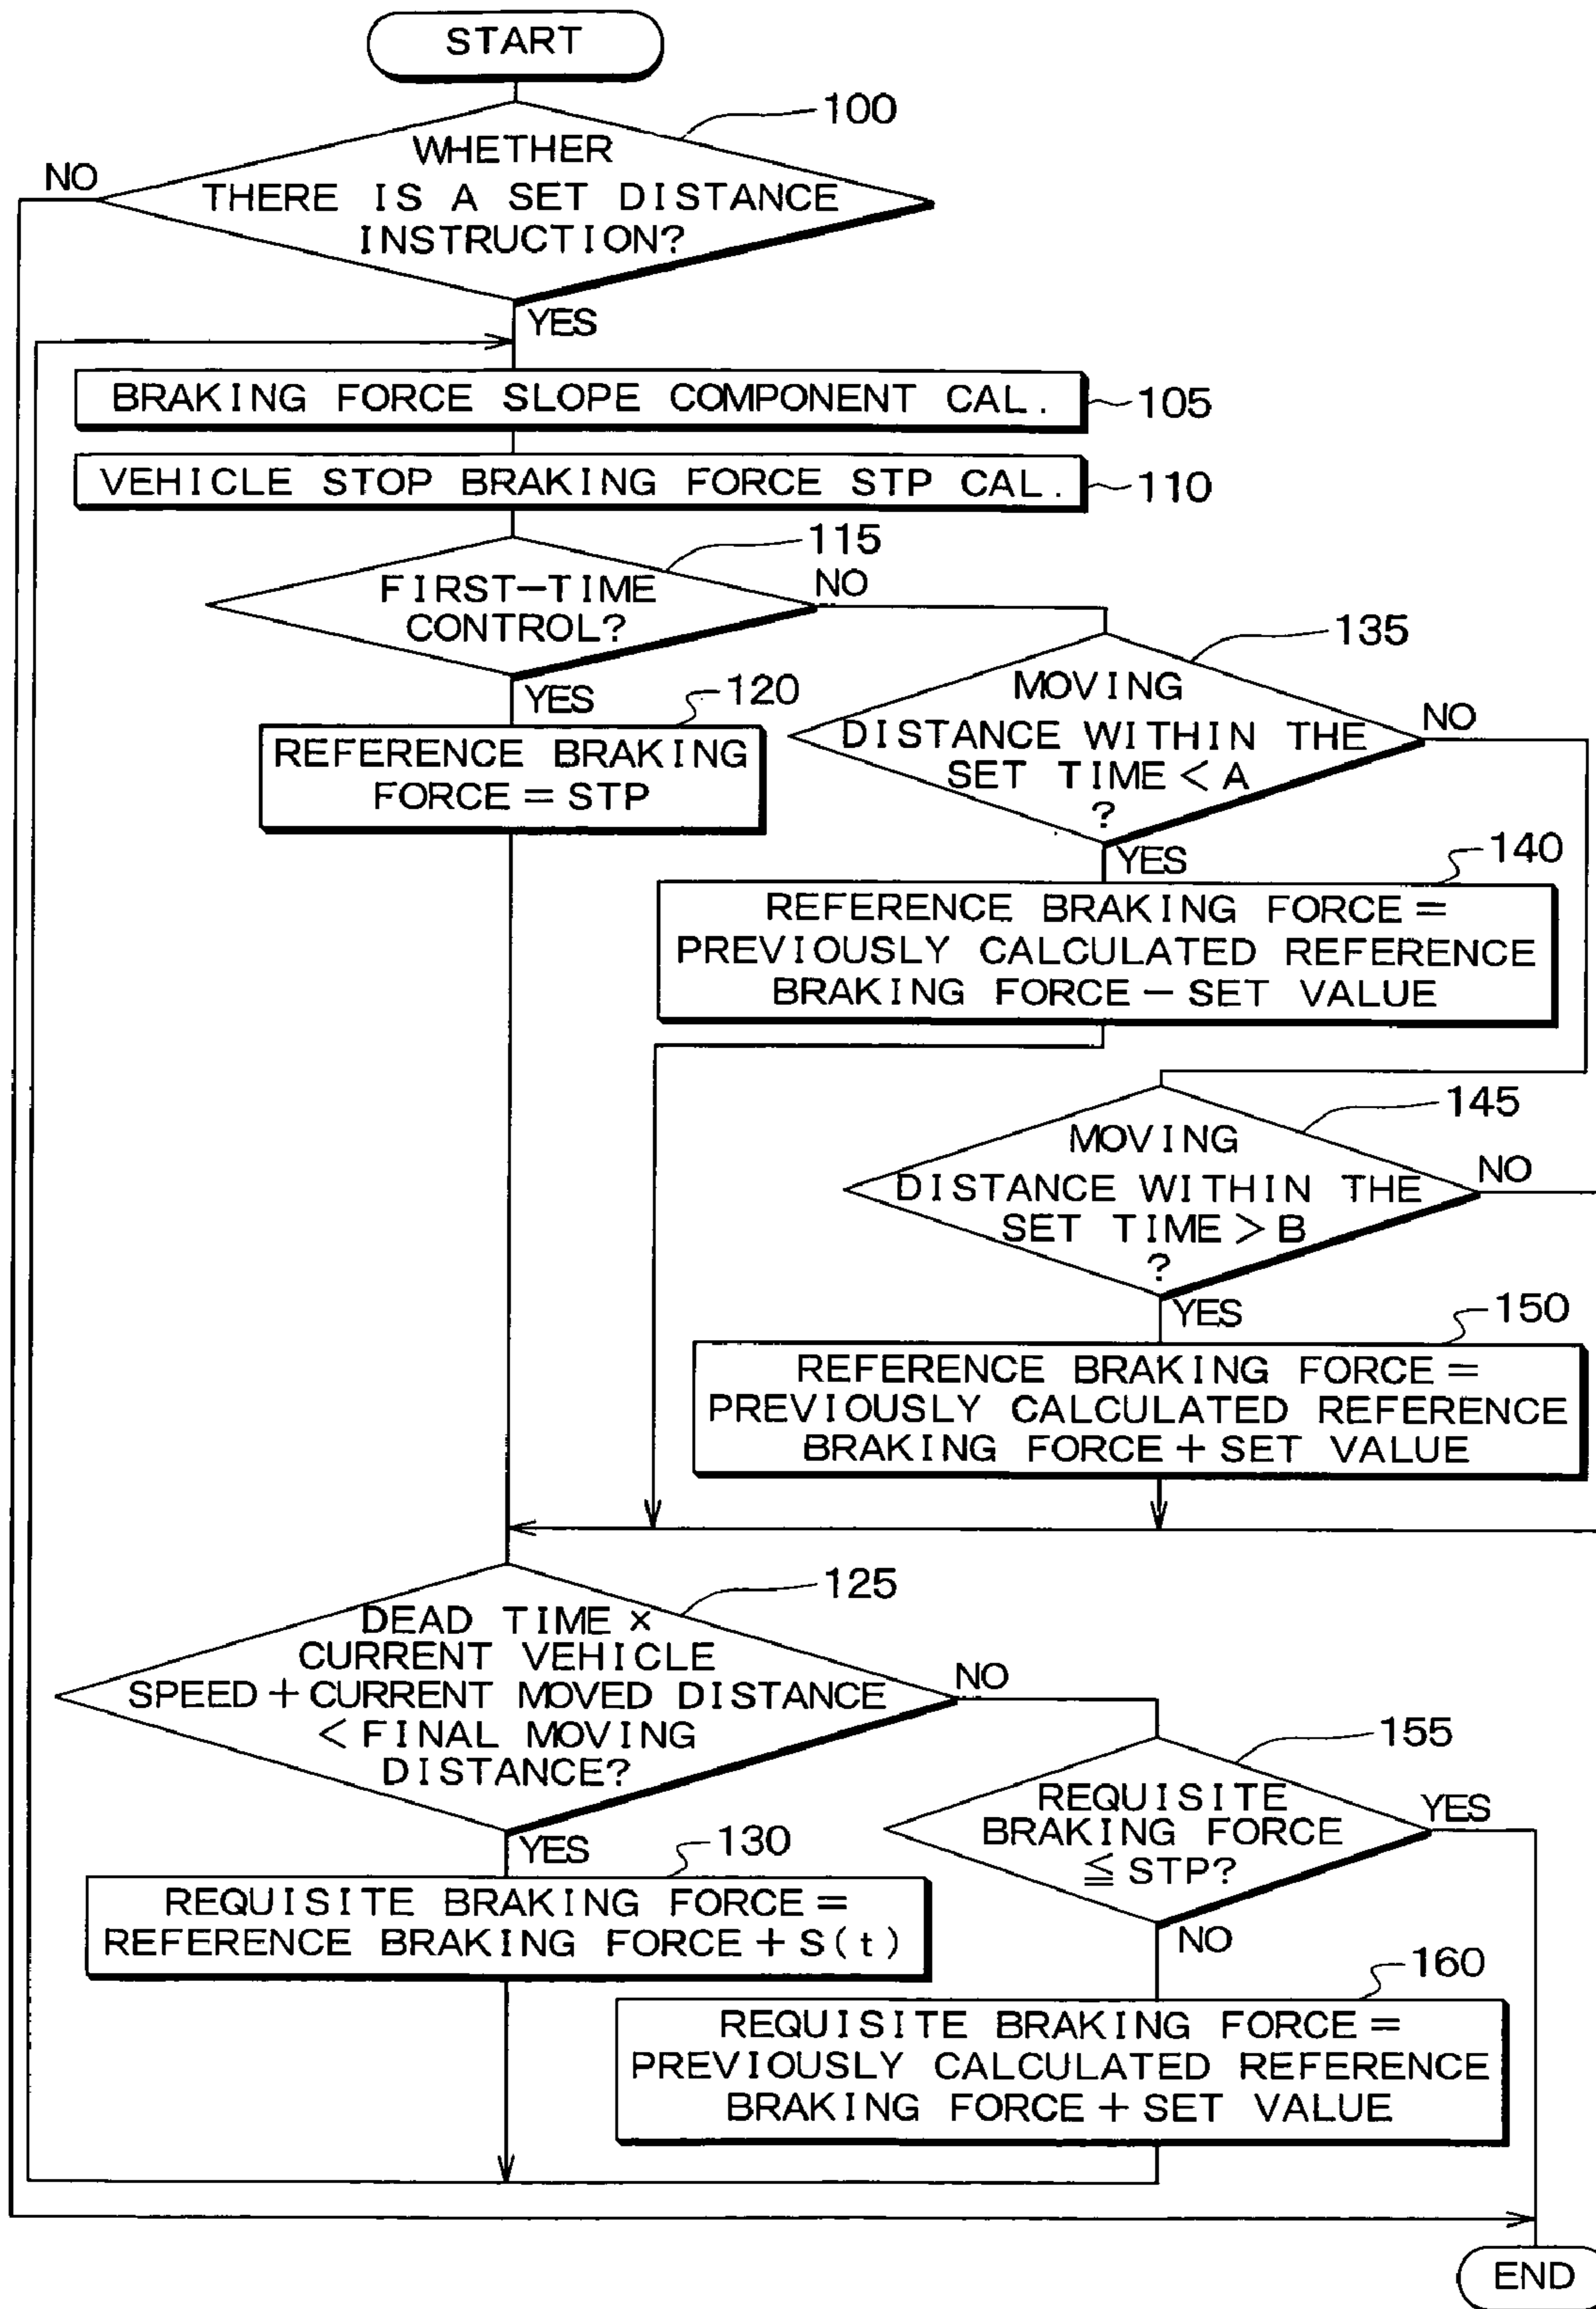 START
100
WHETHER
THERE IS A SET DISTANCE
INSTRUCTION?
NO
YES
BRAKING FORCE SLOPE COMPONENT CAL.
105
VEHICLE STOP BRAKING FORCE STP CAL.
110
115
FIRST-TIME
CONTROL?
NO
YES
120
REFERENCE BRAKING
FORCE = STP
135
MOVING
DISTANCE WITHIN THE
SET TIME < A
?
NO
YES
140
REFERENCE BRAKING FORCE =
PREVIOUSLY CALCULATED REFERENCE
BRAKING FORCE - SET VALUE
145
MOVING
DISTANCE WITHIN THE
SET TIME > B
?
NO
YES
150
REFERENCE BRAKING FORCE =
PREVIOUSLY CALCULATED REFERENCE
BRAKING FORCE + SET VALUE
125
DEAD TIME ×
CURRENT VEHICLE
SPEED + CURRENT MOVED DISTANCE
< FINAL MOVING
DISTANCE?
NO
YES
130
REQUISITE BRAKING FORCE =
REFERENCE BRAKING FORCE + S(t)
155
REQUISITE
BRAKING FORCE
≦ STP?
YES
NO
160
REQUISITE BRAKING FORCE =
PREVIOUSLY CALCULATED REFERENCE
BRAKING FORCE + SET VALUE
END